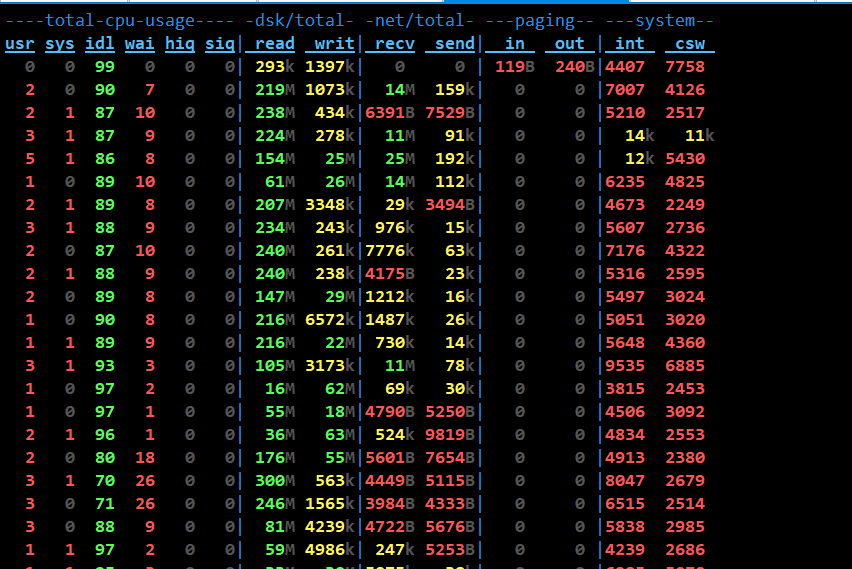 ----total-cpu-usage---- -dsk/total- -net/total- ---paging-- ---system--
usr sys idl wai hiq siq| read  writ| recv  send|  in   out | int   csw
  0   0  99   0   0   0| 293k 1397k|   0     0 | 119B  240B|4407  7758
  2   0  90   7   0   0| 219M 1073k|  14M  159k|   0     0 |7007  4126
  2   1  87  10   0   0| 238M  434k|6391B 7529B|   0     0 |5210  2517
  3   1  87   9   0   0| 224M  278k|  11M   91k|   0     0 |  14k   11k
  5   1  86   8   0   0| 154M   25M|  25M  192k|   0     0 |  12k 5430
  1   0  89  10   0   0|  61M   26M|  14M  112k|   0     0 |6235  4825
  2   1  89   8   0   0| 207M 3348k|  29k 3494B|   0     0 |4673  2249
  3   1  88   9   0   0| 234M  243k| 976k   15k|   0     0 |5607  2736
  2   0  87  10   0   0| 240M  261k|7776k   63k|   0     0 |7176  4322
  2   1  88   9   0   0| 240M  238k|4175B   23k|   0     0 |5316  2595
  2   0  89   8   0   0| 147M   29M|1212k   16k|   0     0 |5497  3024
  1   0  90   8   0   0| 216M 6572k|1487k   26k|   0     0 |5051  3020
  1   1  89   9   0   0| 216M   22M| 730k   14k|   0     0 |5648  4360
  3   1  93   3   0   0| 105M 3173k|  11M   78k|   0     0 |9535  6885
  1   0  97   2   0   0|  16M   62M|  69k   30k|   0     0 |3815  2453
  1   0  97   1   0   0|  55M   18M|4790B 5250B|   0     0 |4506  3092
  2   1  96   1   0   0|  36M   63M| 524k 9819B|   0     0 |4834  2553
  2   0  80  18   0   0| 176M   55M|5601B 7654B|   0     0 |4913  2380
  3   1  70  26   0   0| 300M  563k|4449B 5115B|   0     0 |8047  2679
  3   0  71  26   0   0| 246M 1565k|3984B 4333B|   0     0 |6515  2514
  3   0  88   9   0   0|  81M 4239k|4722B 5676B|   0     0 |5838  2985
  1   1  97   2   0   0|  59M 4986k| 247k 5253B|   0     0 |4239  2686